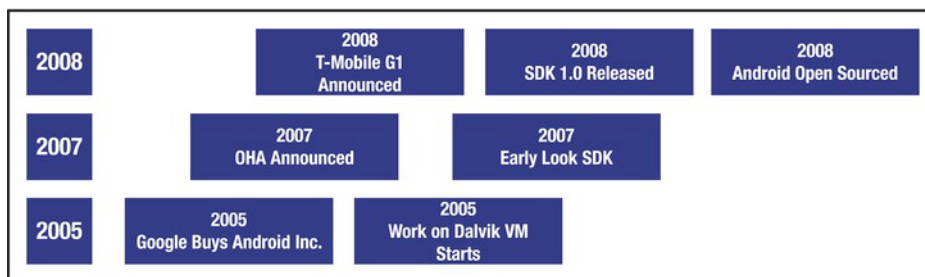 2008
2008
T-Mobile G1
Announced
2008
SDK 1.0 Released
2008
Android Open Sourced
2007
2007
OHA Announced
2007
Early Look SDK
2005
2005
Google Buys Android Inc.
2005
Work on Dalvik VM
Starts